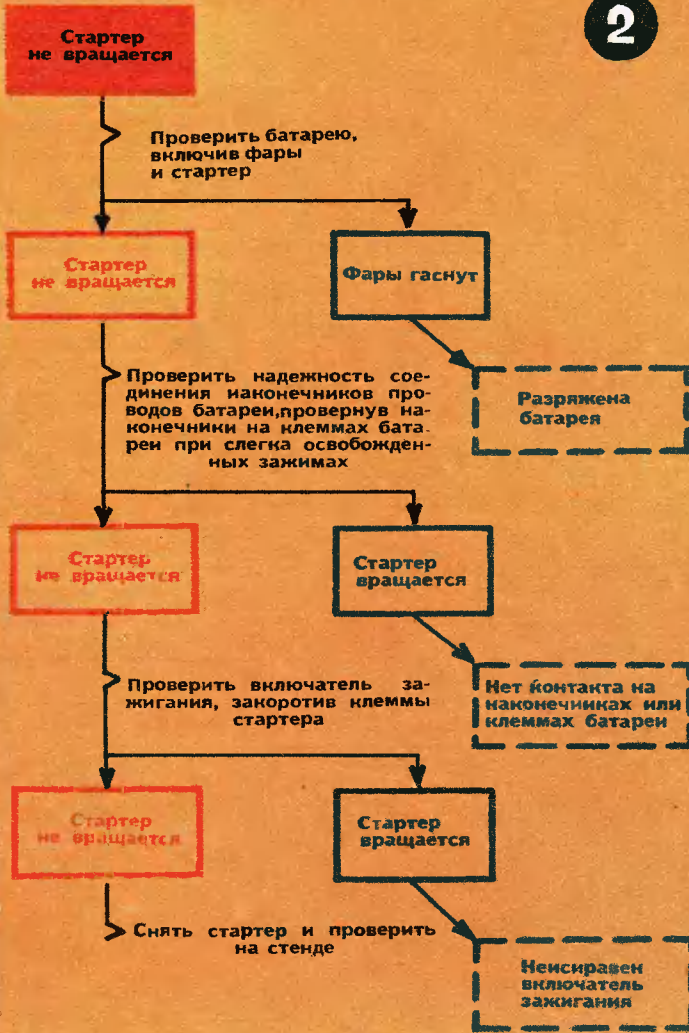 2
Стартер
не вращается
Проверить батарею,
включив фары
и стартер
Стартер
не вращается
Фары гаснут
Проверить надежность сое-
динения наконечников про-
водов батареи,провернув на-
конечники на клеммах бата-
реи при слегка освобожден-
ных зажимах
Разряжена
батарея
Стартер
не вращается
Стартер
вращается
Проверить включатель за-
жигания, закоротив клеммы
стартера
Нет контакта на
наконечниках или
клеммах батареи
Стартер
не вращается
Стартер
вращается
Снять стартер и проверить
на стенде
Неисправен
включатель
зажигания